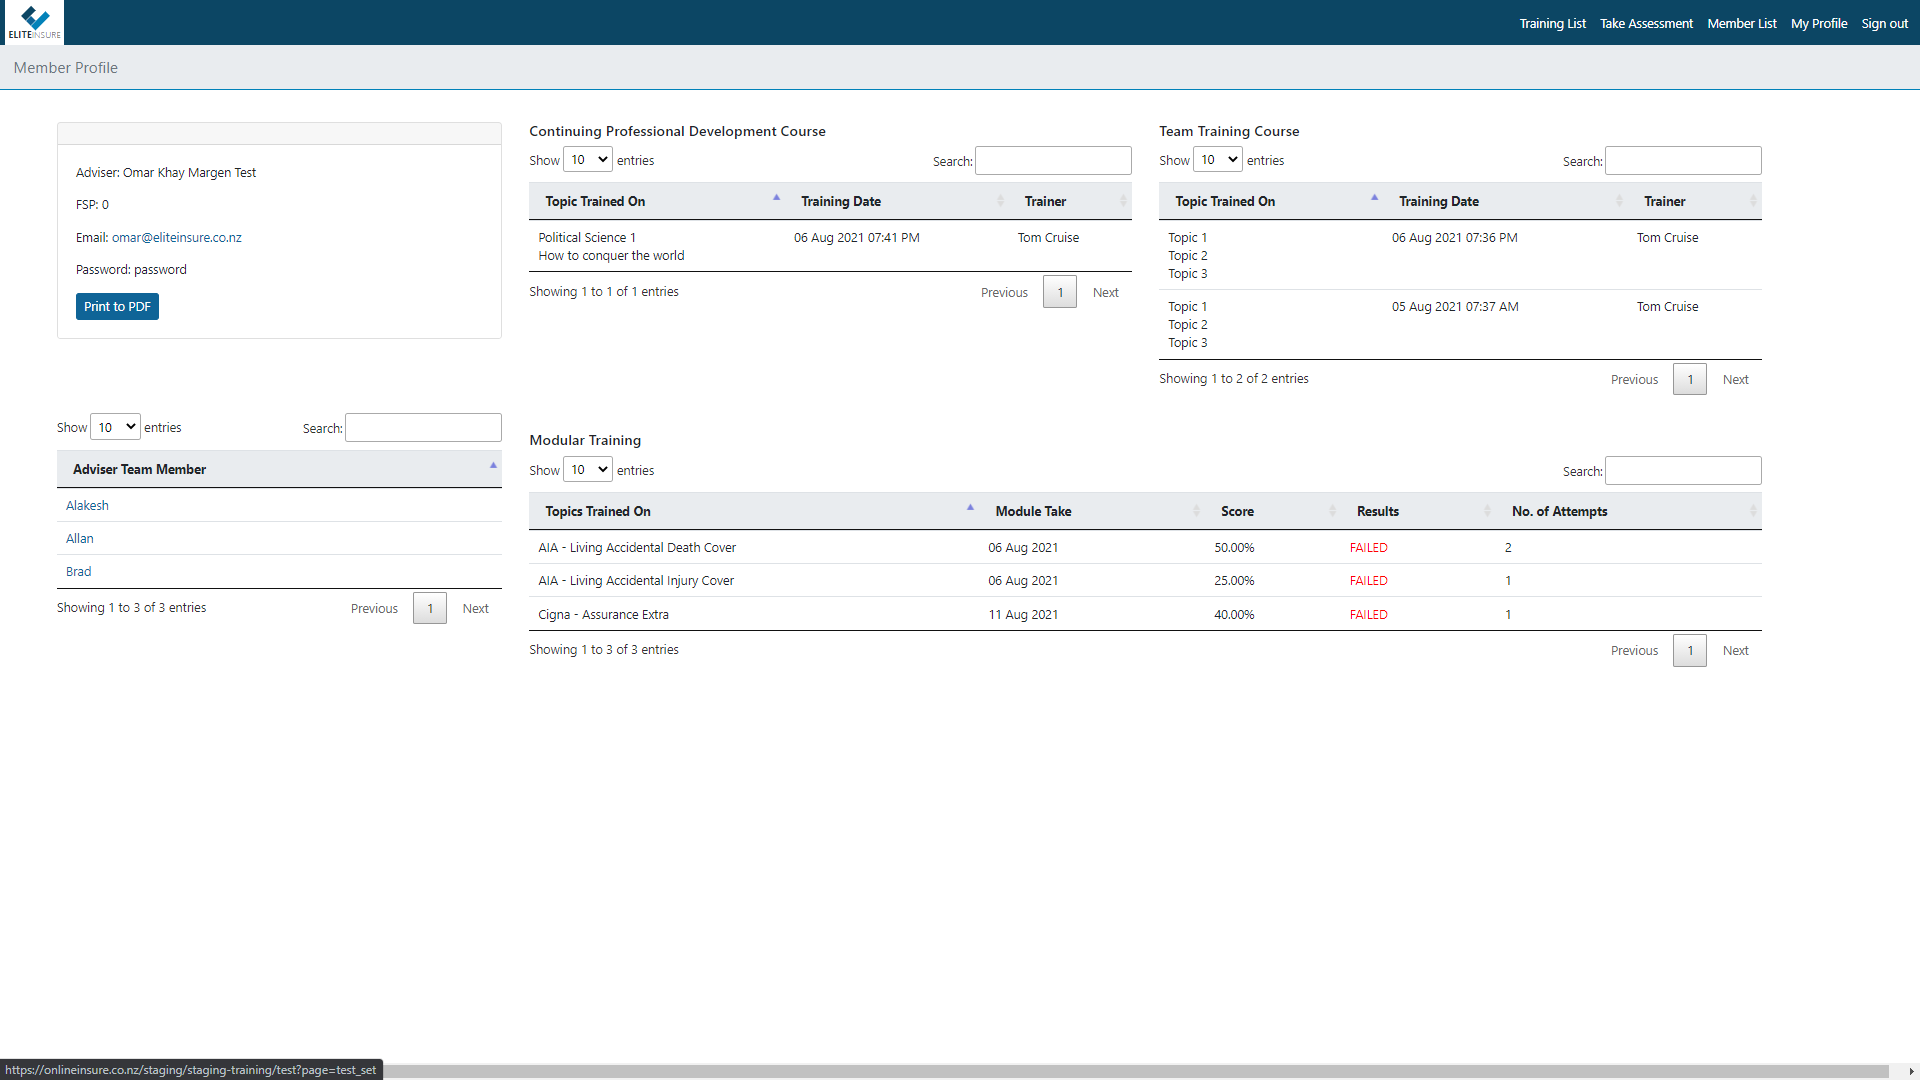 ELITEINSURE
Training List Take Assessment Member List My Profile Sign out
Member Profile
Adviser: Omar Khay Margen Test
FSP: 0
Email: omar@eliteinsure.co.nz
Password: password
Print to PDF
Continuing Professional Development Course
Show 10 entries Search:
Topic Trained On Training Date Trainer
Political Science 1 06 Aug 2021 07:41 PM Tom Cruise
How to conquer the world
Showing 1 to 1 of 1 entries Previous 1 Next
Team Training Course
Show 10 entries Search:
Topic Trained On Training Date Trainer
Topic 1 06 Aug 2021 07:36 PM Tom Cruise
Topic 2
Topic 3
Topic 1 05 Aug 2021 07:37 AM Tom Cruise
Topic 2
Topic 3
Showing 1 to 2 of 2 entries Previous 1 Next
Show 10 entries Search:
Adviser Team Member
Alakesh
Allan
Brad
Showing 1 to 3 of 3 entries Previous 1 Next
Modular Training
Show 10 entries Search:
Topics Trained On Module Take Score Results No. of Attempts
AIA - Living Accidental Death Cover 06 Aug 2021 50.00% FAILED 2
AIA - Living Accidental Injury Cover 06 Aug 2021 25.00% FAILED 1
Cigna - Assurance Extra 11 Aug 2021 40.00% FAILED 1
Showing 1 to 3 of 3 entries Previous 1 Next
https://onlineinsure.co.nz/staging/staging-training/test?page=test_set